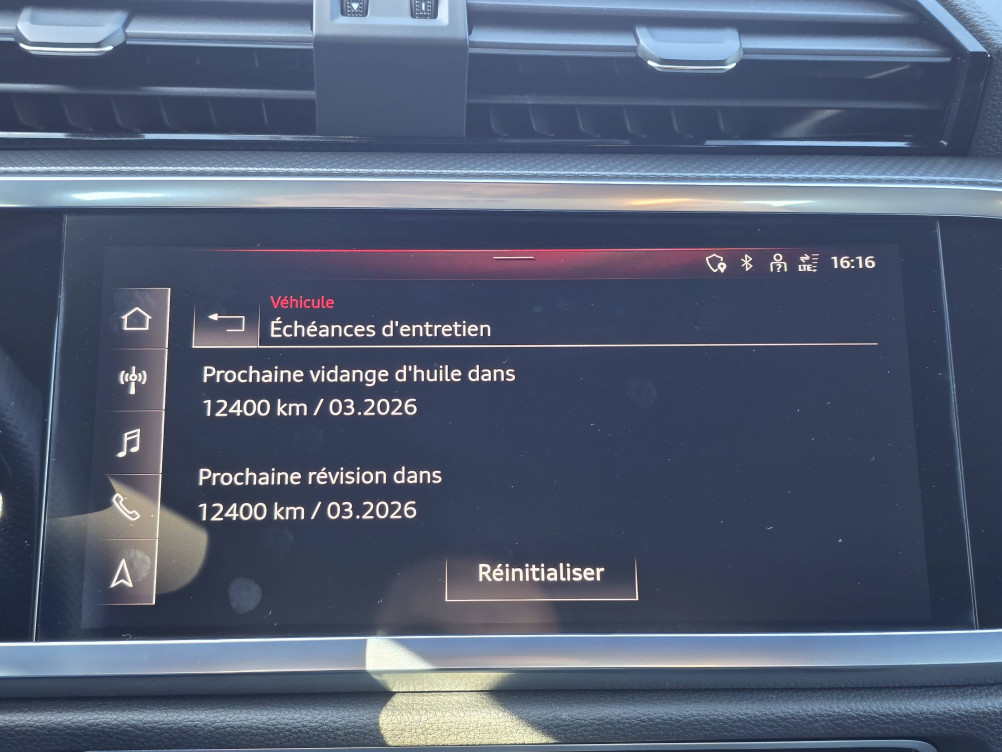 LTE
16:16
Véhicule
Échéances d'entretien
Prochaine vidange d'huile dans
12400 km / 03.2026
Prochaine révision dans
12400 km / 03.2026
Réinitialiser